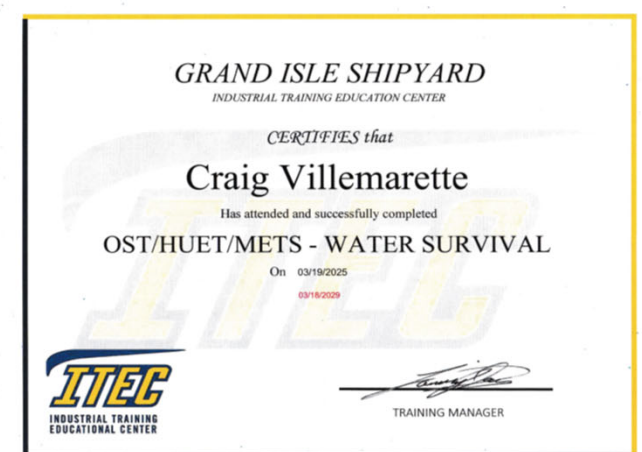 GRAND ISLE SHIPYARD
INDUSTRIAL TRAINING EDUCATION CENTER
CERTIFIES that
Craig Villemarette
Has attended and successfully completed
OST/HUET/METS - WATER SURVIVAL
On 03/19/2025
03/18/2029
ITEC
ITEC
INDUSTRIAL TRAINING
EDUCATIONAL CENTER
TRAINING MANAGER